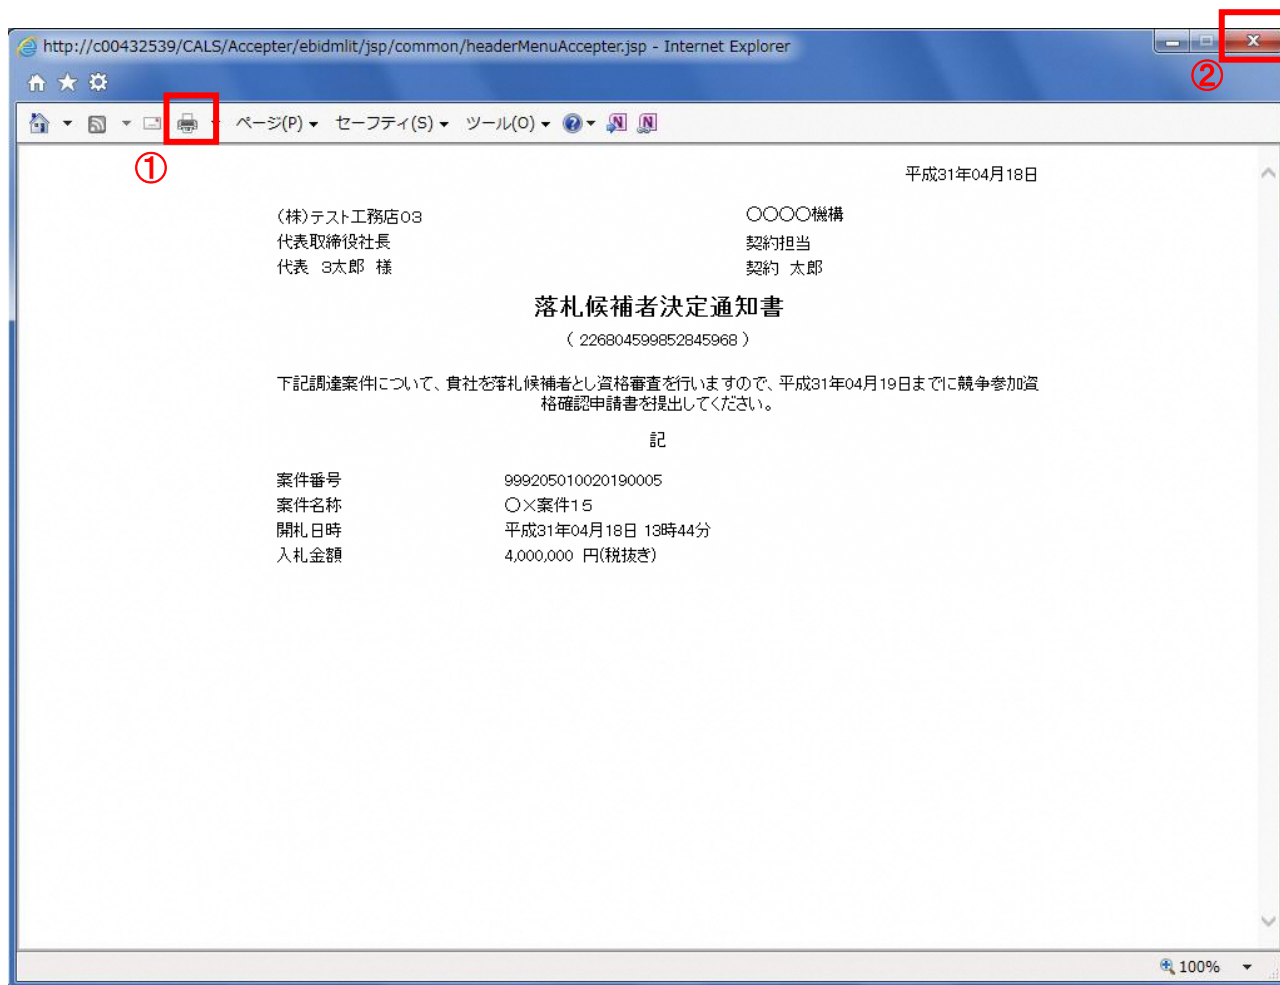 http://c00432539/CALS/Accepter/ebidmlit/jsp/common/headerMenuAccepter.jsp - Internet Explorer
②
ページ(P) セーフティ(S) ツール(O)
①
平成31年04月18日
(株)テスト工務店03 〇〇〇〇機構
代表取締役社長 契約担当
代表 3太郎 様 契約 太郎
落札候補者決定通知書
( 226804599852845968 )
下記調達案件について、貴社を落札候補者とし資格審査を行いますので、平成31年04月19日までに競争参加資
格確認申請書を提出してください。
記
案件番号 999205010020190005
案件名称 〇×案件15
開札日時 平成31年04月18日 13時44分
入札金額 4,000,000 円(税抜き)
100%